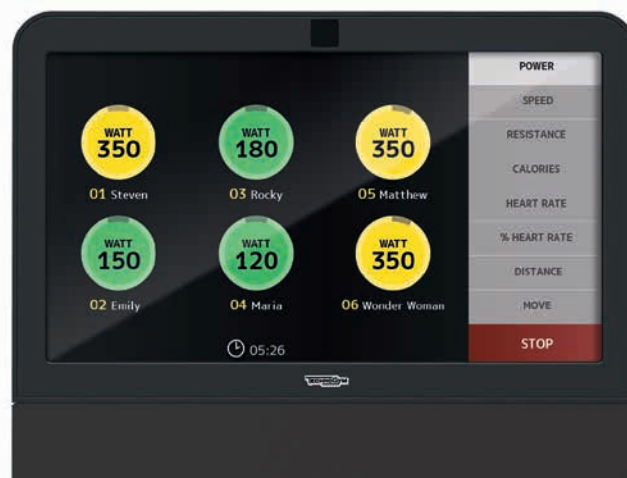 WATT
350
01 Steven
WATT
180
03 Rocky
WATT
350
05 Matthew
WATT
150
02 Emily
WATT
120
04 Maria
WATT
350
06 Wonder Woman
05:26
POWER
SPEED
RESISTANCE
CALORIES
HEART RATE
% HEART RATE
DISTANCE
MOVE
STOP